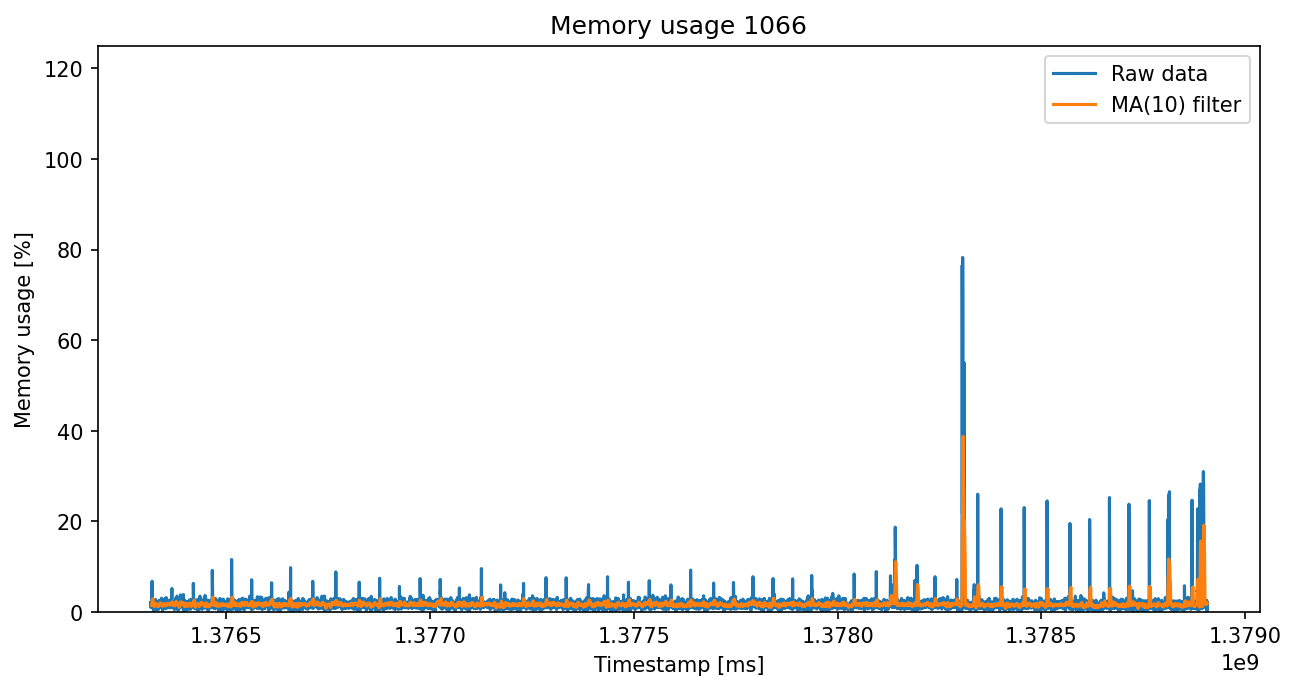 Memory usage 1066
Raw data
MA(10) filter
Memory usage [%]
120
100
80
60
40
20
0
1.3765 1.3770 1.3775 1.3780 1.3785 1.3790
1e9
Timestamp [ms]